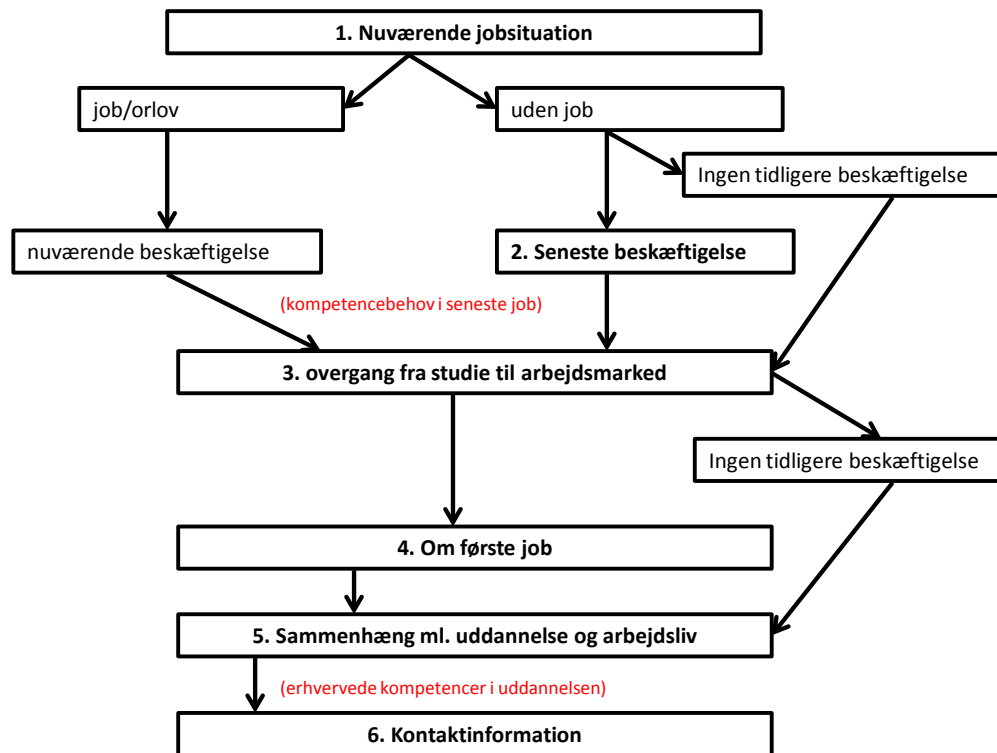 1. Nuværende jobsituation
job/orlov
uden job
Ingen tidligere beskæftigelse
nuværende beskæftigelse
2. Seneste beskæftigelse
(kompetencebehov i seneste job)
3. overgang fra studie til arbejdsmarked
Ingen tidligere beskæftigelse
4. Om første job
5. Sammenhæng ml. uddannelse og arbejdsliv
(erhvervede kompetencer i uddannelsen)
6. Kontaktinformation